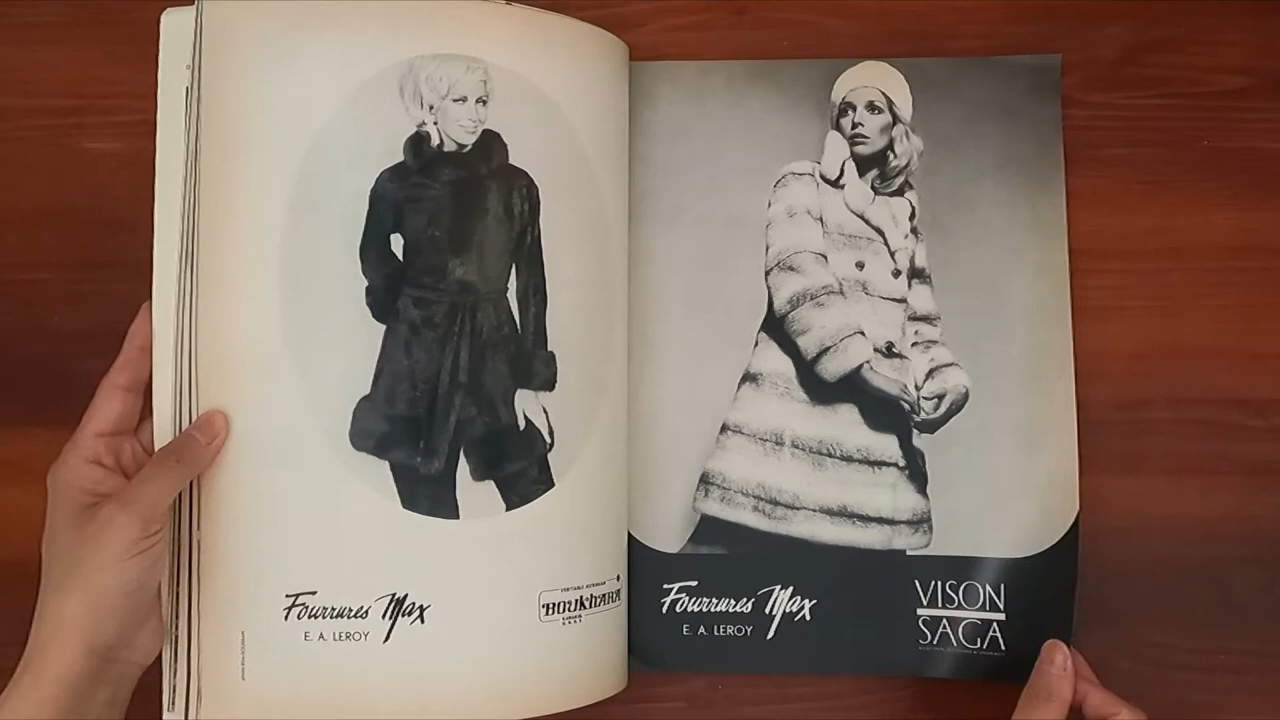 Fourrures Max
E. A. LEROY
BOUKHARA
Fourrures Max
E. A. LEROY
VISON
SAGA